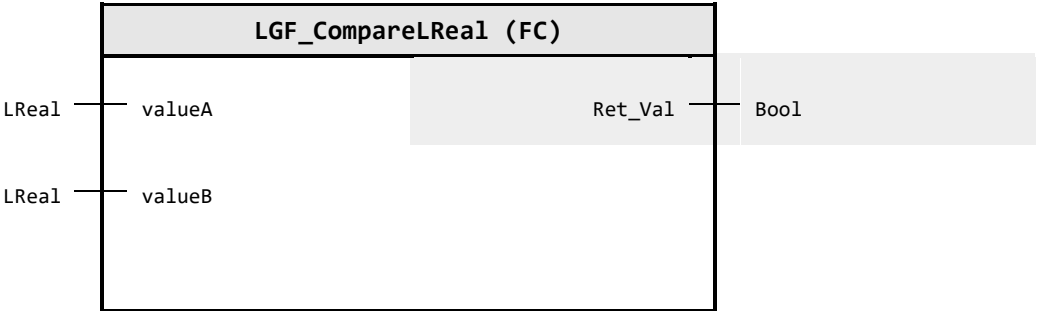 LGF_CompareLReal (FC)
LReal valueA Ret_Val Bool
LReal valueB